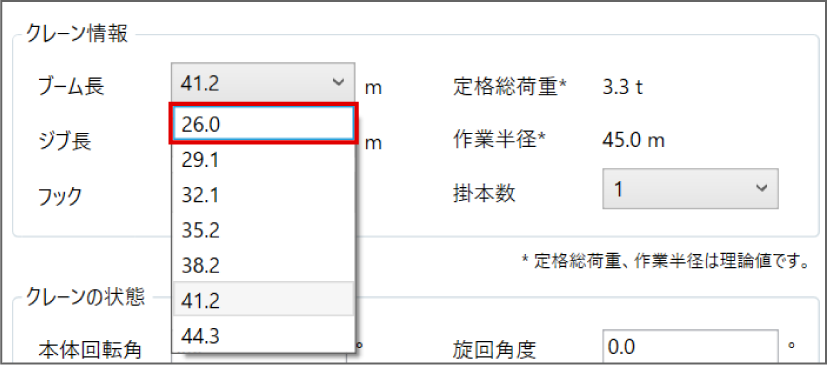 クレーン情報
ブーム長 41.2 m 定格総荷重* 3.3 t
26.0
29.1
ジブ長 m 作業半径* 45.0 m
32.1
フック 掛本数 1
35.2
38.2
* 定格総荷重、作業半径は理論値です。
クレーンの状態
41.2
44.3
本体回転角 ° 旋回角度 0.0 °